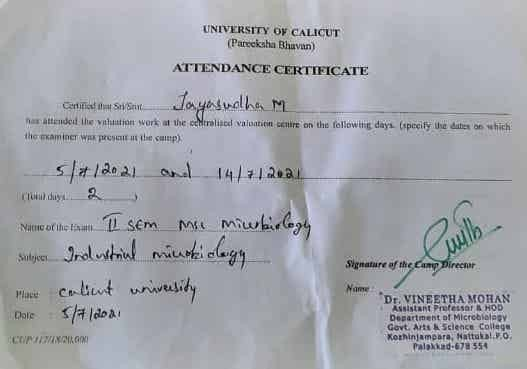 UNIVERSITY OF CALICUT
(Pareeksha Bhavan)
ATTENDANCE CERTIFICATE
Certified that Sri/Smt. Jayasudha M
has attended the valuation work at the centralised valuation centre on the following days. (specify the dates on which
the examiner was present at the camp).
5/7/2021 and 14/7/2021
(Total days 2 )
Name of the Exam II SEM MSC Microbiology
Subject Industrial microbiology
Signature of the Camp Director
Place : Calicut university
Name :
Date : 5/7/2021
Dr. VINEETHA MOHAN
Assistant Professor & HOD
Department of Microbiology
Govt. Arts & Science College
Kozhinjampara, Nattukal.P.O.
Palakkad-678 554
CUP 117/18/20,000